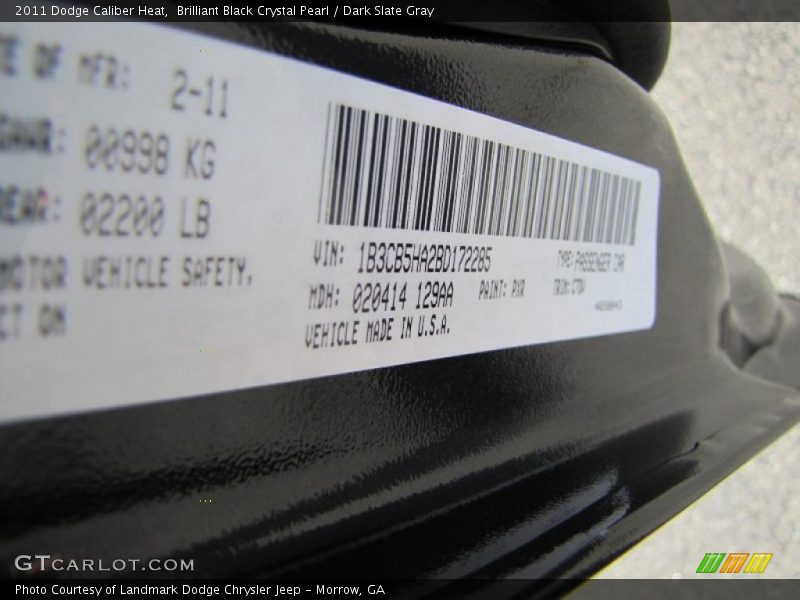 2011 Dodge Caliber Heat, Brilliant Black Crystal Pearl / Dark Slate Gray
E OF MFR: 2-11
GAWR: 00998 KG
REAR: 02200 LB
MOTOR VEHICLE SAFETY,
CT ON
VIN: 1B3CB5HA2BD172285
TYPE: PASSENGER CAR
MDH: 020414 129AA PAINT: PXR TRIM:
VEHICLE MADE IN U.S.A.
GTCARLOT.COM
Photo Courtesy of Landmark Dodge Chrysler Jeep - Morrow, GA